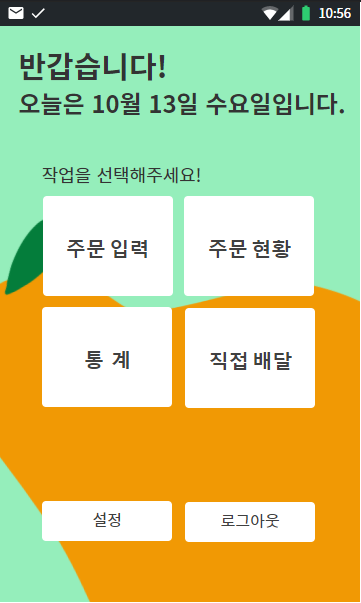 10:56
반갑습니다!
오늘은 10월 13일 수요일입니다.
작업을 선택해주세요!
주문 입력
주문 현황
통 계
직접 배달
설정
로그아웃